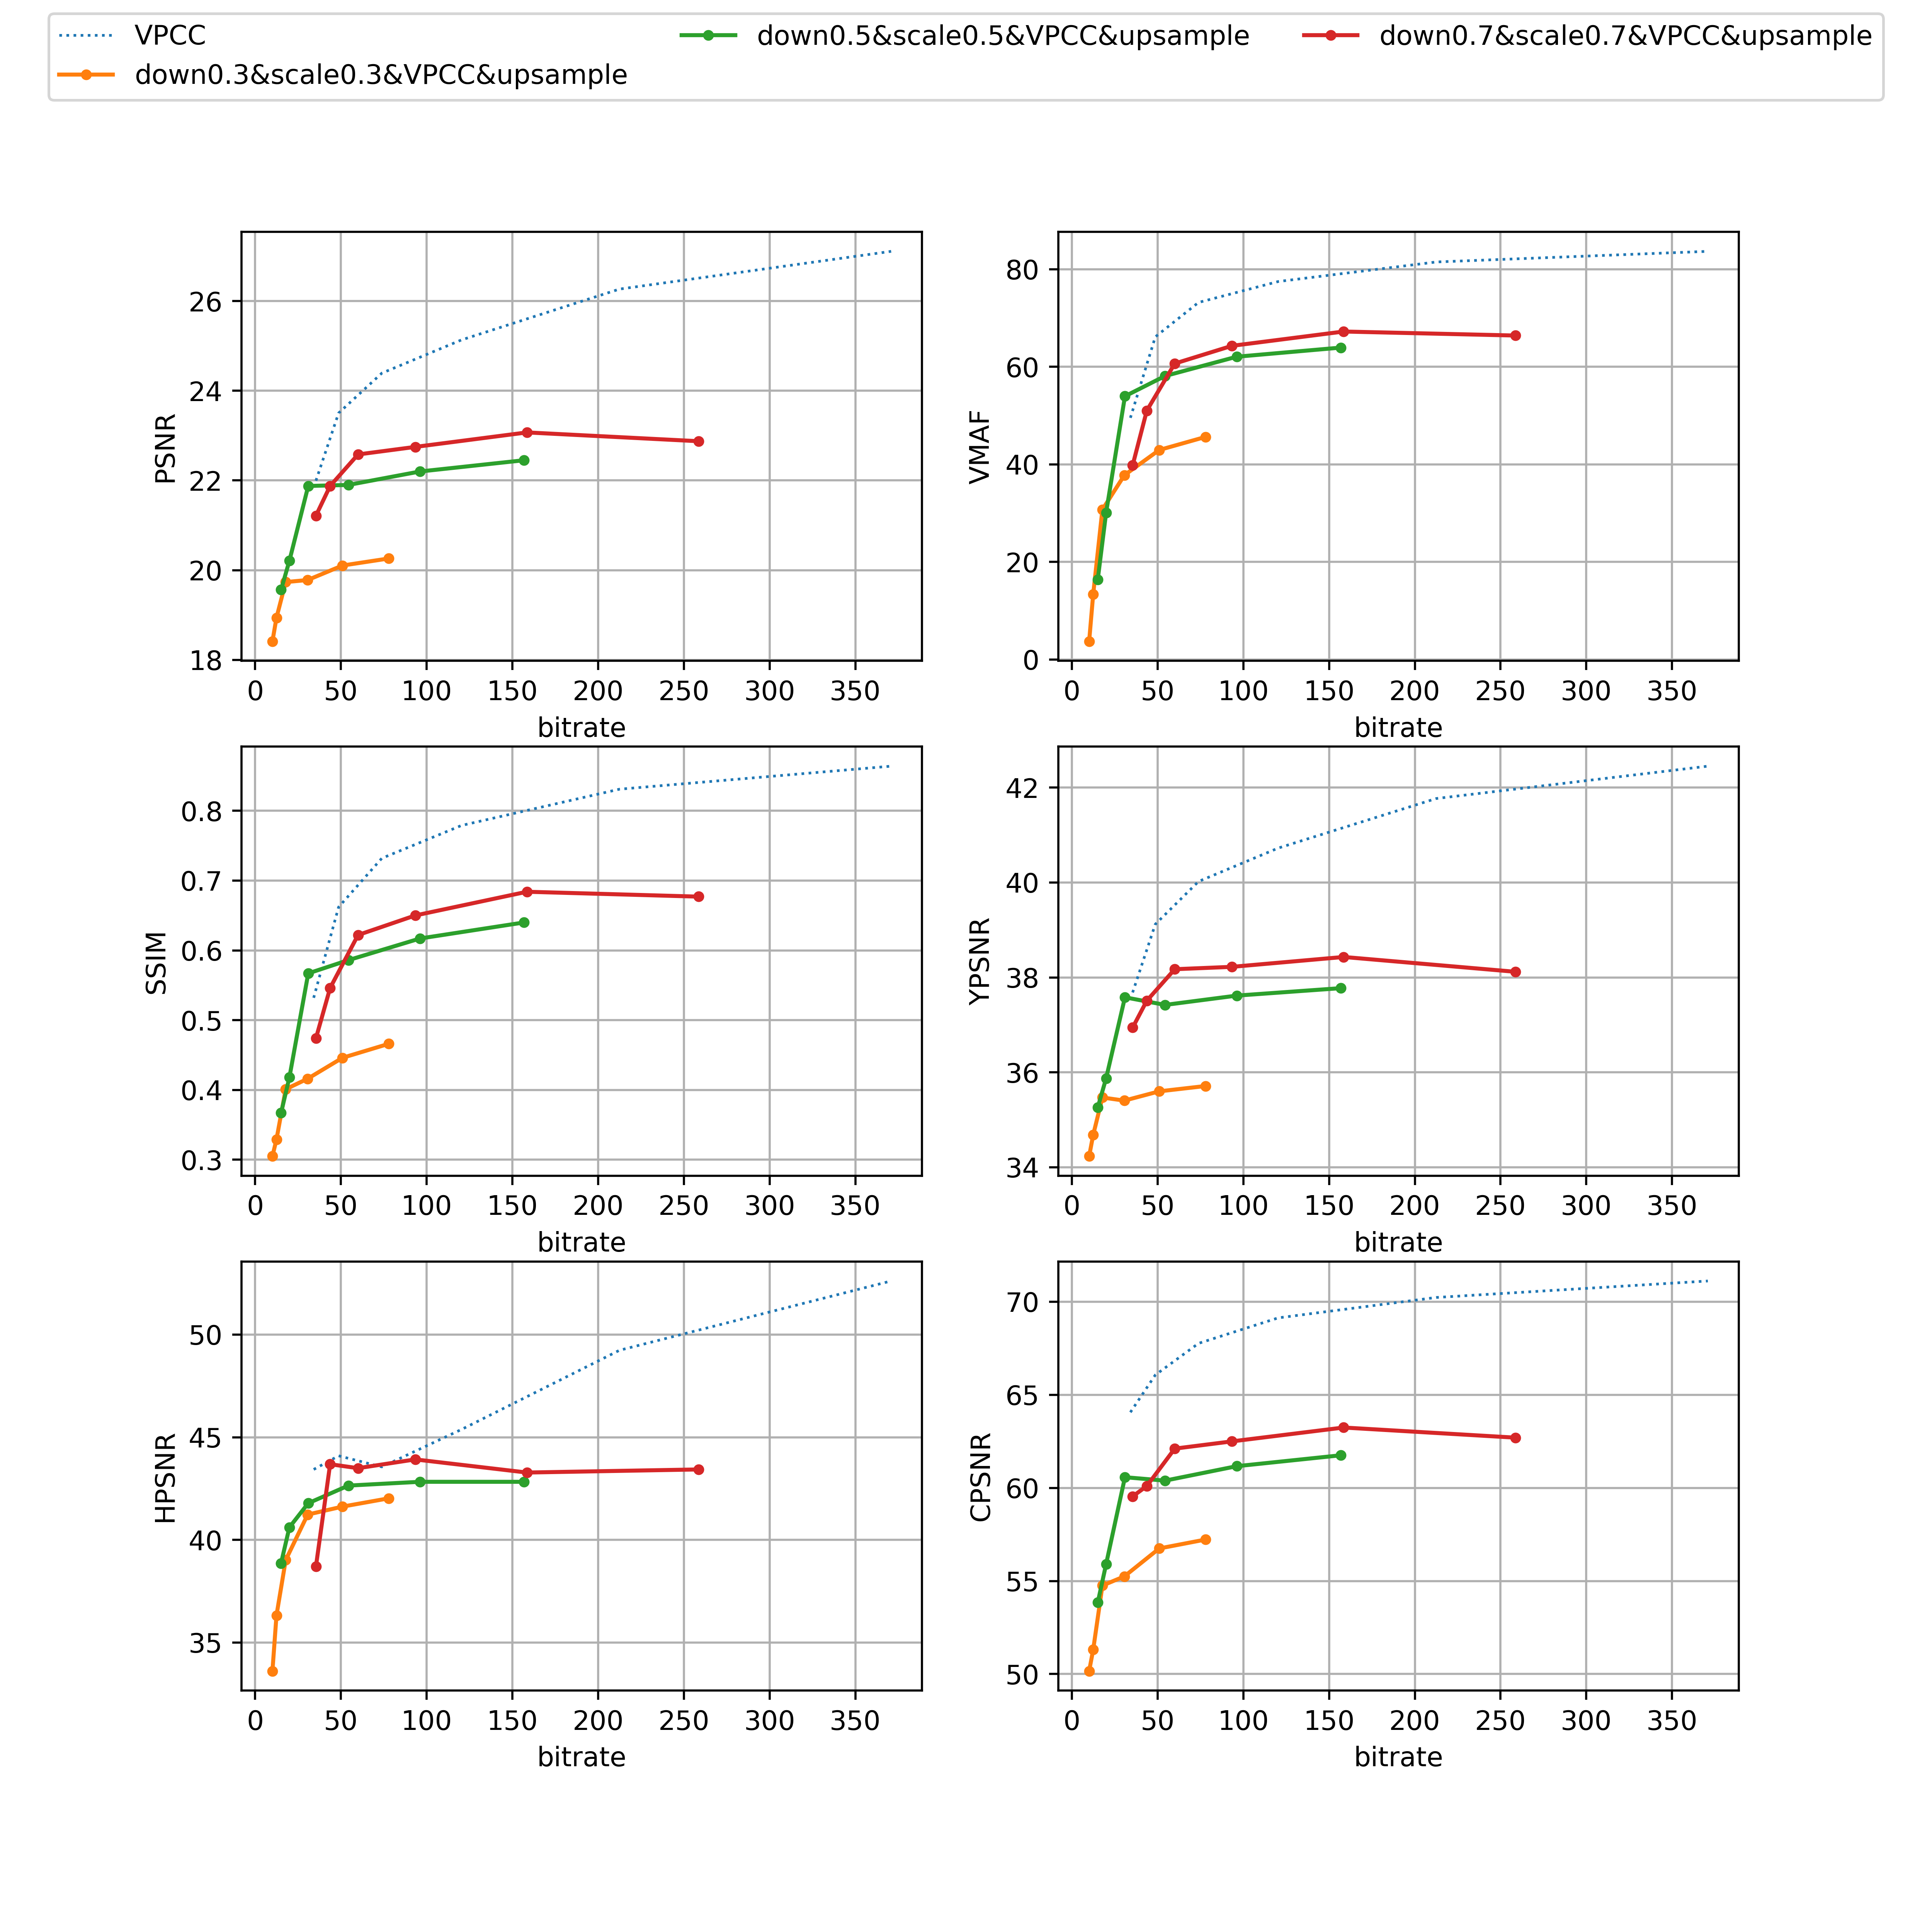 VPCC
down0.3&scale0.3&VPCC&upsample
down0.5&scale0.5&VPCC&upsample
down0.7&scale0.7&VPCC&upsample
PSNR
26
24
22
20
18
0 50 100 150 200 250 300 350
bitrate
VMAF
80
60
40
20
0
0 50 100 150 200 250 300 350
bitrate
SSIM
0.8
0.7
0.6
0.5
0.4
0.3
0 50 100 150 200 250 300 350
bitrate
YPSNR
42
40
38
36
34
0 50 100 150 200 250 300 350
bitrate
HPSNR
50
45
40
35
0 50 100 150 200 250 300 350
bitrate
CPSNR
70
65
60
55
50
0 50 100 150 200 250 300 350
bitrate